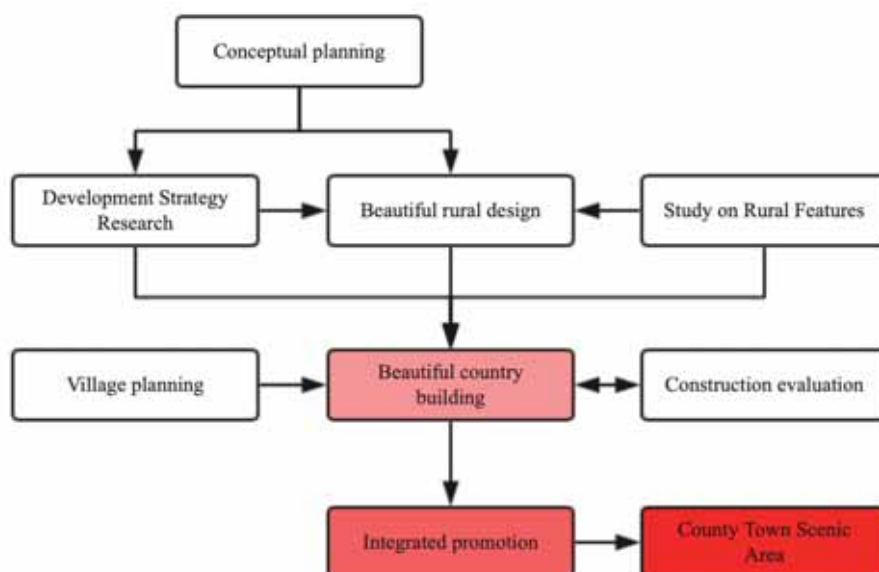 Conceptual planning
Development Strategy
Research
Beautiful rural design
Study on Rural Features
Village planning
Beautiful country
building
Construction evaluation
Integrated promotion
County Town Scenic
Area